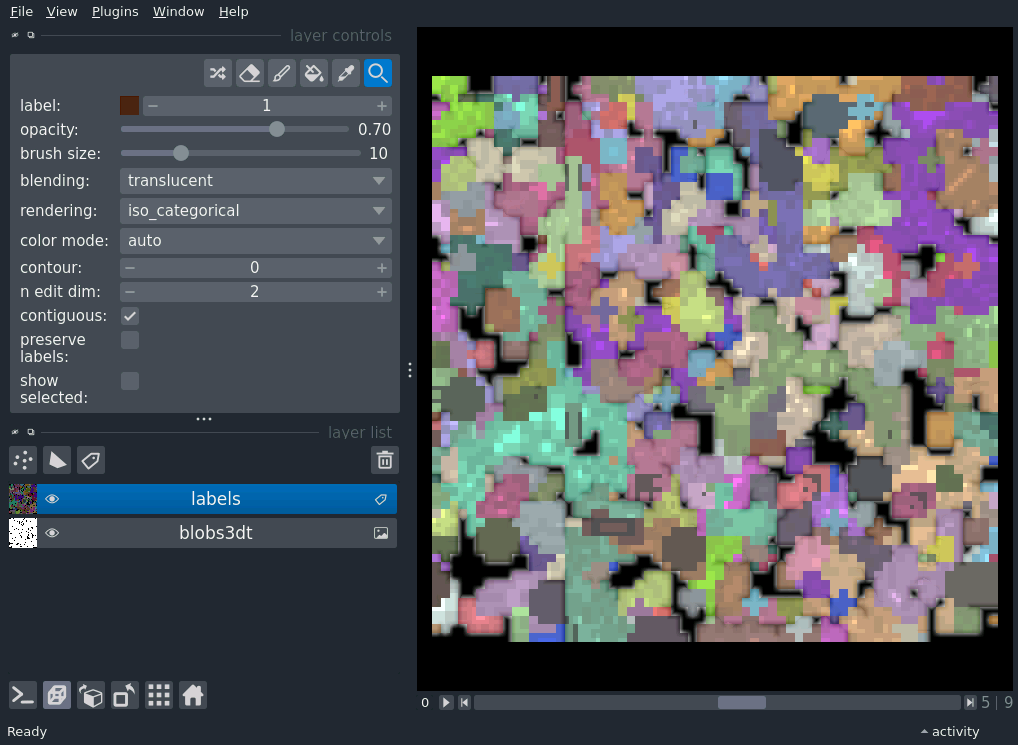 File View Plugins Window Help
layer controls
label: 1
opacity: 0.70
brush size: 10
blending: translucent
rendering: iso_categorical
color mode: auto
contour: 0
n edit dim: 2
contiguous:
preserve
labels:
show
selected:
layer list
labels
blobs3dt
0 5 | 9
Ready activity